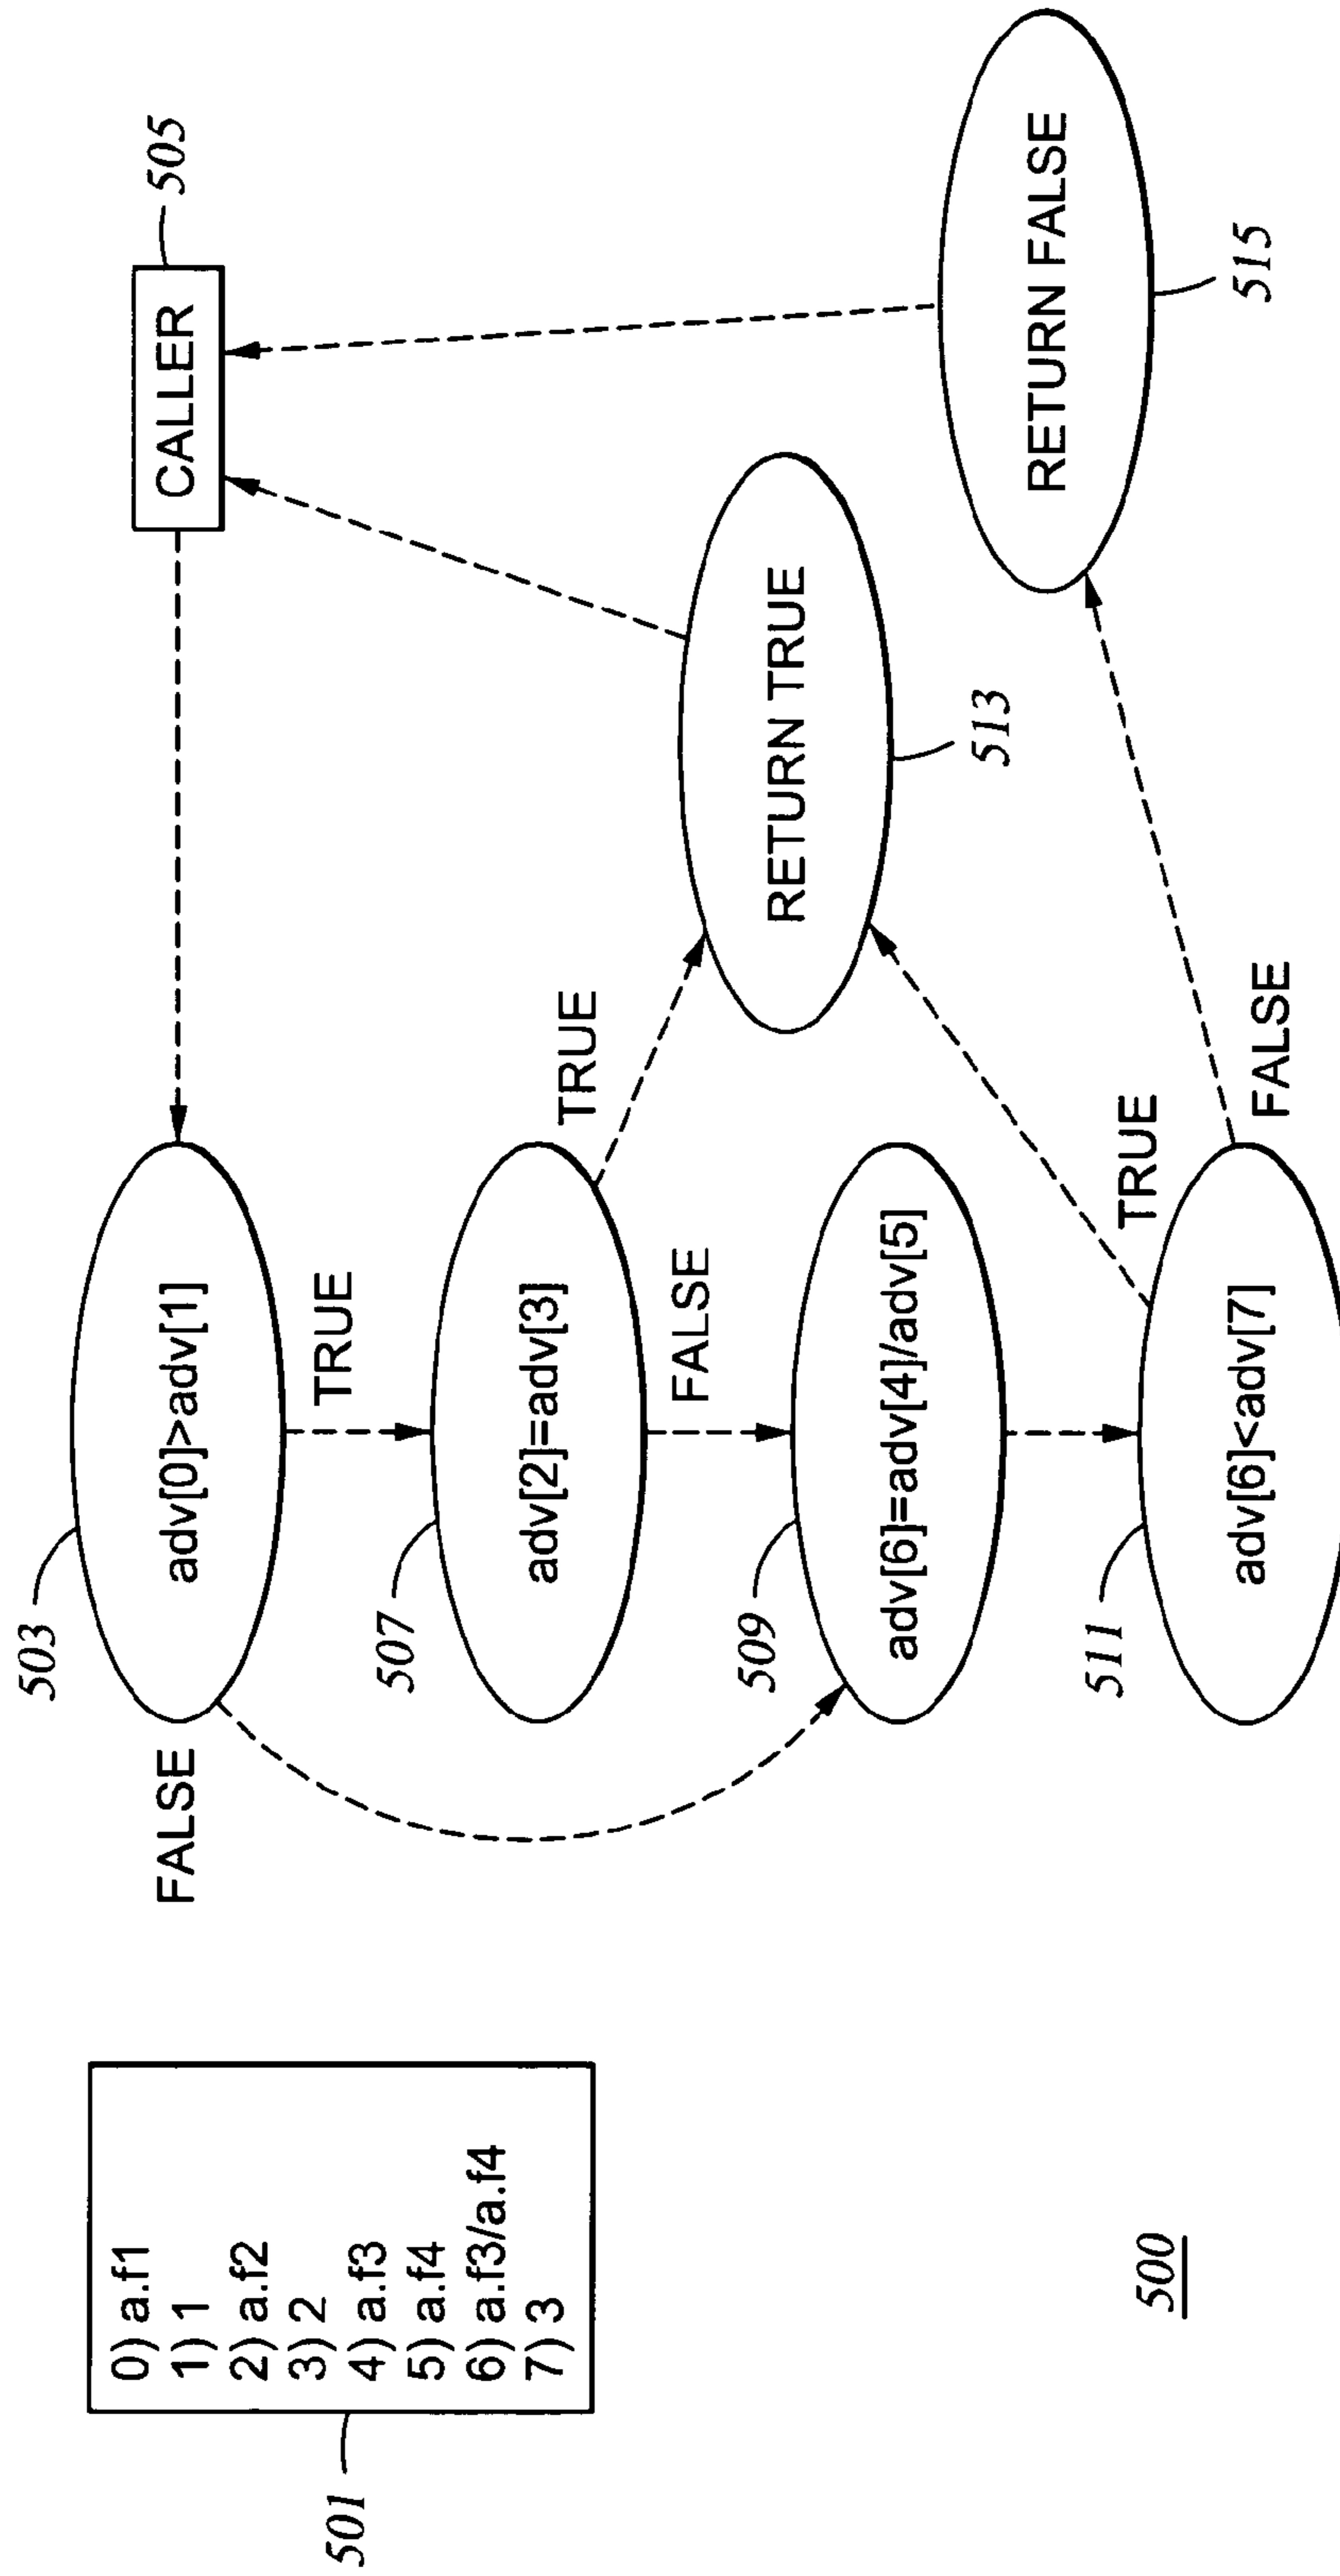 0) a.f1
1) 1
2) a.f2
3) 2
4) a.f3
5) a.f4
6) a.f3/a.f4
7) 3
501
500
503
adv[0]>adv[1]
FALSE
TRUE
505
CALLER
507
adv[2]=adv[3]
TRUE
FALSE
509
adv[6]=adv[4]/adv[5]
511
adv[6]<adv[7]
TRUE
FALSE
RETURN TRUE
513
RETURN FALSE
515